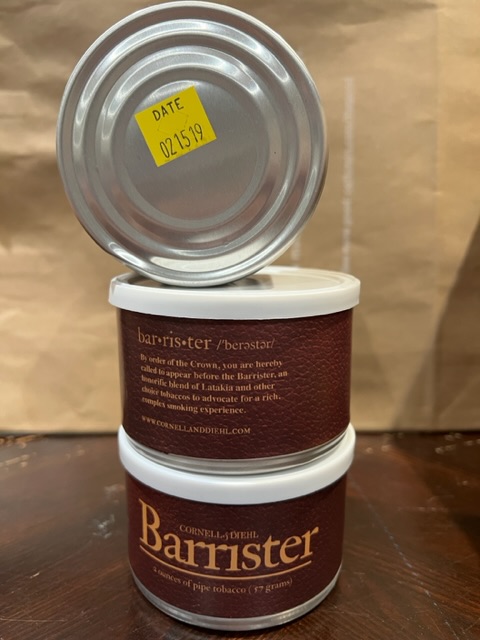 DATE
021519
bar•ris•ter /'berəstər/
By order of the Crown, you are hereby
called to appear before the Barrister, an
honorific blend of Latakia and other
choice tobaccos to advocate for a rich,
complex smoking experience.
WWW.CORNELLANDDIEHL.COM
CORNELL & DIEHL
Barrister
2 ounces of pipe tobacco (57 grams)